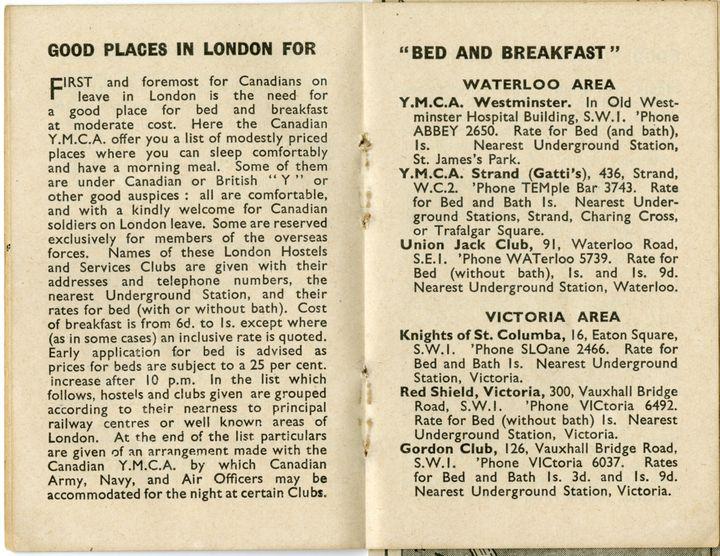 GOOD PLACES IN LONDON FOR
FIRST and foremost for Canadians on
leave in London is the need for
a good place for bed and breakfast
at moderate cost. Here the Canadian
Y.M.C.A. offer you a list of modestly priced
places where you can sleep comfortably
and have a morning meal. Some of them
are under Canadian or British "Y" or
other good auspices : all are comfortable,
and with a kindly welcome for Canadian
soldiers on London leave. Some are reserved
exclusively for members of the overseas
forces. Names of these London Hostels
and Services Clubs are given with their
addresses and telephone numbers, the
nearest Underground Station, and their
rates for bed (with or without bath). Cost
of breakfast is from 6d. to 1s. except where
(as in some cases) an inclusive rate is quoted.
Early application for bed is advised as
prices for beds are subject to a 25 per cent.
increase after 10 p.m. In the list which
follows, hostels and clubs given are grouped
according to their nearness to principal
railway centres or well known areas of
London. At the end of the list particulars
are given of an arrangement made with the
Canadian Y.M.C.A. by which Canadian
Army, Navy, and Air Officers may be
accommodated for the night at certain Clubs.
"BED AND BREAKFAST"
WATERLOO AREA
Y.M.C.A. Westminster. In Old West-
minster Hospital Building, S.W.1. 'Phone
ABBEY 2650. Rate for Bed (and bath),
1s. Nearest Underground Station,
St. James's Park.
Y.M.C.A. Strand (Gatti's), 436, Strand,
W.C.2. 'Phone TEMple Bar 3743. Rate
for Bed and Bath 1s. Nearest Under-
ground Stations, Strand, Charing Cross,
or Trafalgar Square.
Union Jack Club, 91, Waterloo Road,
S.E.1. 'Phone WATerloo 5739. Rate for
Bed (without bath), 1s. and 1s. 9d.
Nearest Underground Station, Waterloo.
VICTORIA AREA
Knights of St. Columba, 16, Eaton Square,
S.W.1. 'Phone SLOane 2466. Rate for
Bed and Bath 1s. Nearest Underground
Station, Victoria.
Red Shield, Victoria, 300, Vauxhall Bridge
Road, S.W.1. 'Phone VICtoria 6492.
Rate for Bed (without bath) 1s. Nearest
Underground Station, Victoria.
Gordon Club, 126, Vauxhall Bridge Road,
S.W.1. 'Phone VICtoria 6037. Rates
for Bed and Bath 1s. 3d. and 1s. 9d.
Nearest Underground Station, Victoria.